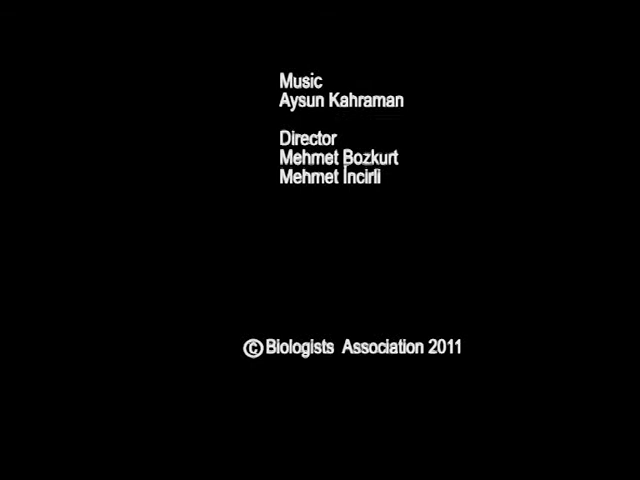 Music
Aysun Kahraman
Director
Mehmet Bozkurt
Mehmet İncirli
© Biologists Association 2011